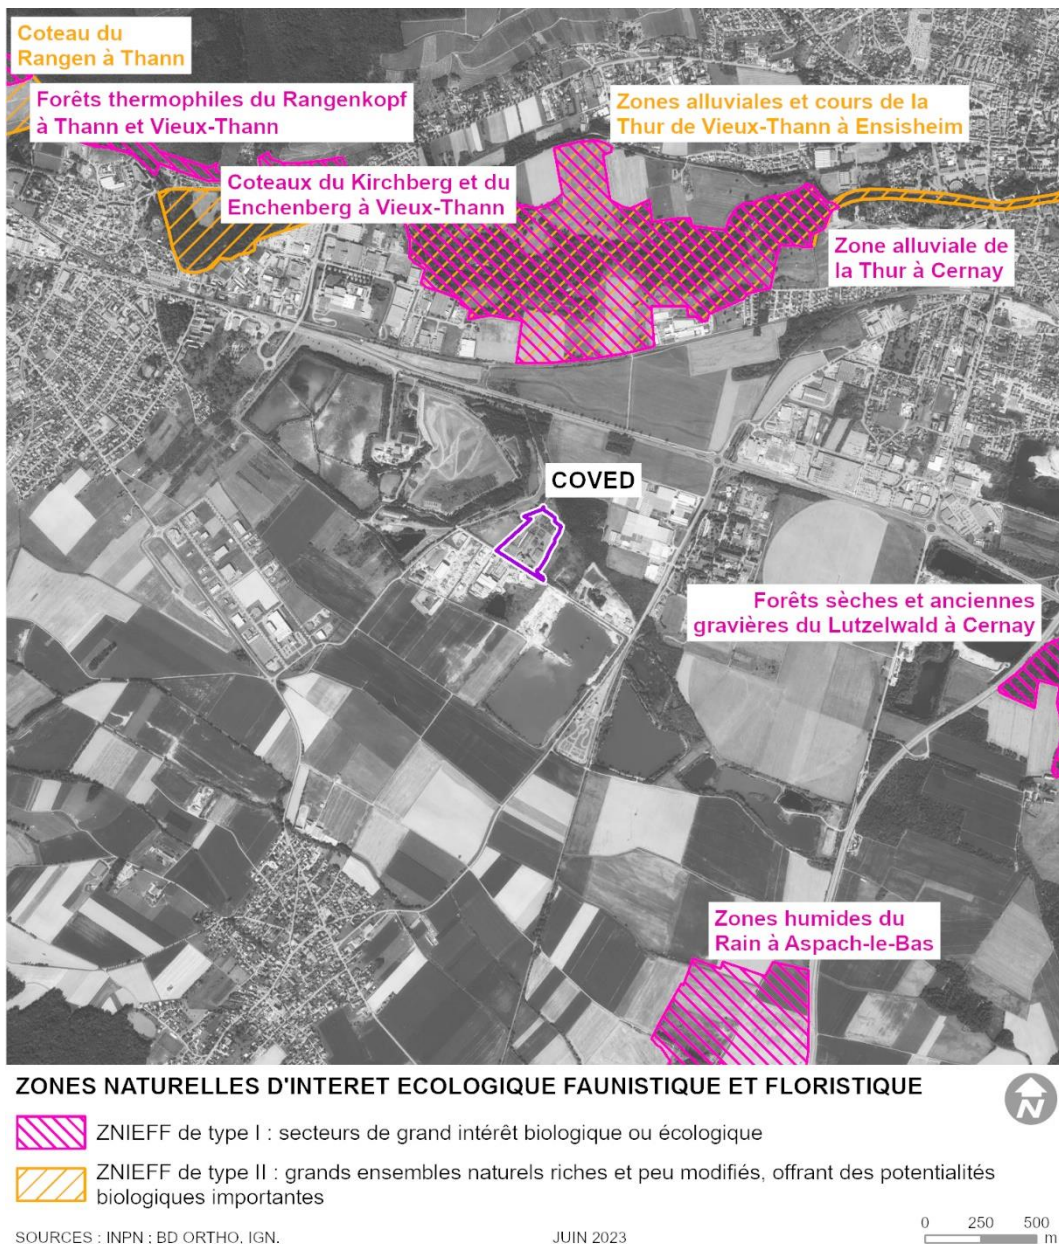 Coteau du
Rangen à Thann
Forêts thermophiles du Rangenkopf
à Thann et Vieux-Thann
Zones alluviales et cours de la
Thur de Vieux-Thann à Ensisheim
Coteaux du Kirchberg et du
Enchenberg à Vieux-Thann
Zone alluviale de
la Thur à Cernay
COVED
Forêts sèches et anciennes
gravières du Lutzelwald à Cernay
Zones humides du
Rain à Aspach-le-Bas
ZONES NATURELLES D'INTERET ECOLOGIQUE FAUNISTIQUE ET FLORISTIQUE
N
ZNIEFF de type I : secteurs de grand intérêt biologique ou écologique
ZNIEFF de type II : grands ensembles naturels riches et peu modifiés, offrant des potentialités
biologiques importantes
SOURCES : INPN ; BD ORTHO, IGN.
JUIN 2023
0 250 500
m